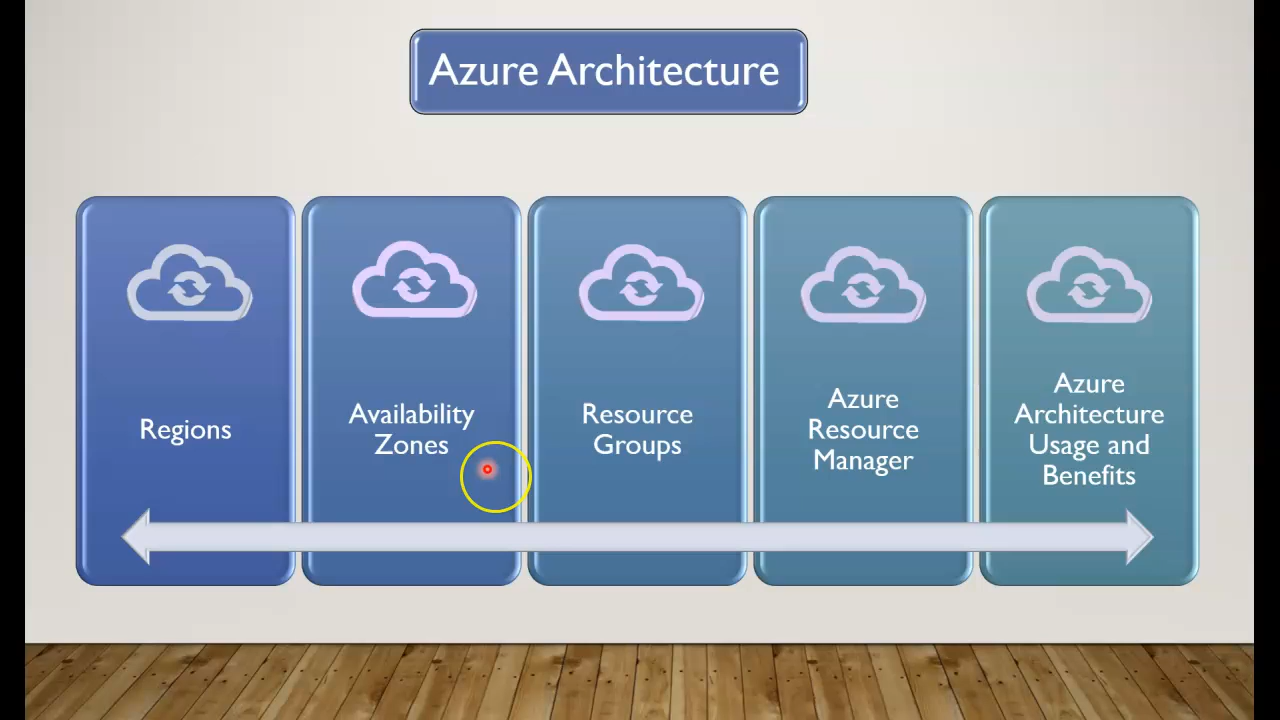 Azure Architecture
Regions
Availability
Zones
Resource
Groups
Azure
Resource
Manager
Azure
Architecture
Usage and
Benefits